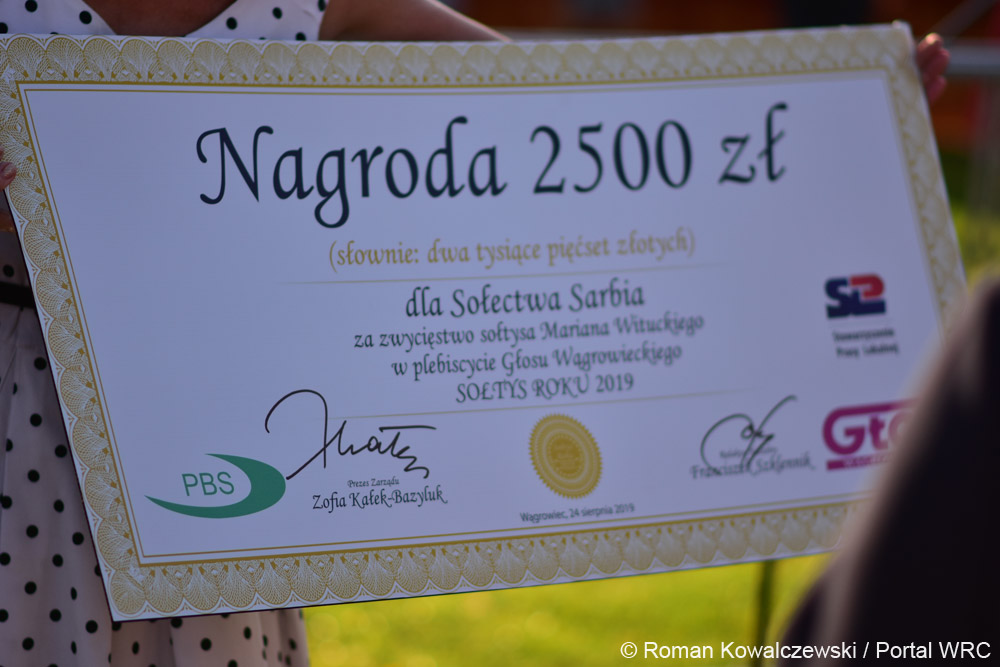 Nagroda 2500 zł
(słownie: dwa tysiące pięćset złotych)
dla Sołectwa Sarbia
za zwycięstwo sołtysa Mariana Wituckiego
w plebiscycie Głosu Wągrowieckiego
SOŁTYS ROKU 2019
Stowarzyszenie
Prasy Lokalnej
PBS
Prezes Zarządu
Zofia Kałek-Bazyluk
Franciszek Szklennik
Wągrowiec, 24 sierpnia 2019
© Roman Kowalczewski / Portal WRC